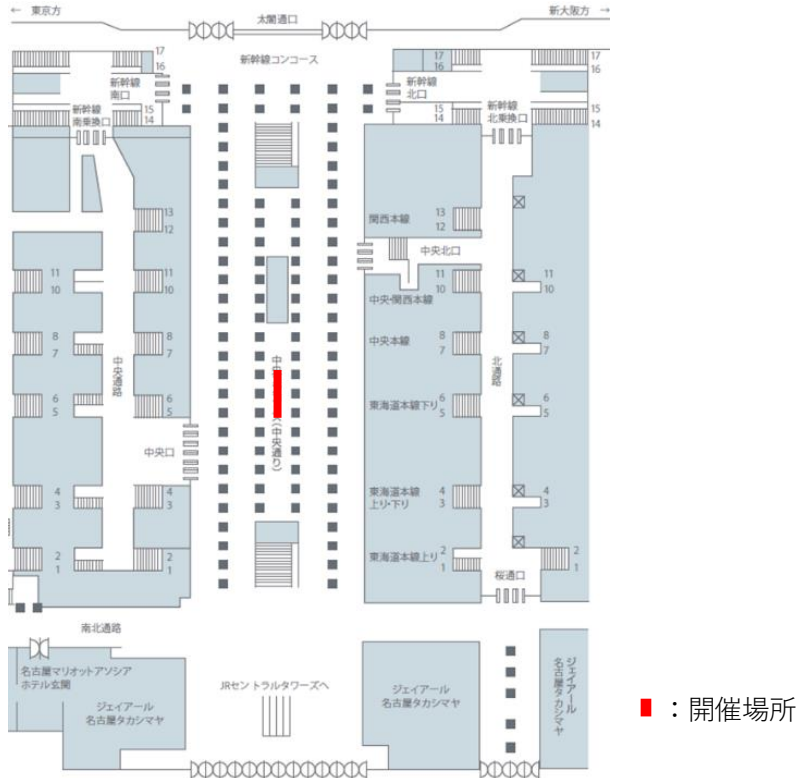 ← 東京方
太閤通口
新大阪方 →
新幹線コンコース
17
16
新幹線
南口
15
14
新幹線
南乗換口
17
16
新幹線
北口
15
14
新幹線
北乗換口
17
16
15
14
13
12
関西本線
13
12
中央北口
11
10
11
10
中央・関西本線
11
10
11
10
8
7
8
7
中央本線
8
7
8
7
中央通路
北通路
6
5
6
5
東海道本線下り
6
5
6
5
中央
(中央通り)
中央口
4
3
4
3
東海道本線
上り・下り
4
3
4
3
2
1
2
1
東海道本線上り
2
1
2
1
桜通口
南北通路
名古屋マリオットアソシア
ホテル玄関
ジェイアール
名古屋タカシマヤ
JRセントラルタワーズへ
ジェイアール
名古屋タカシマヤ
ジェイアール
名古屋タカシマヤ
:開催場所